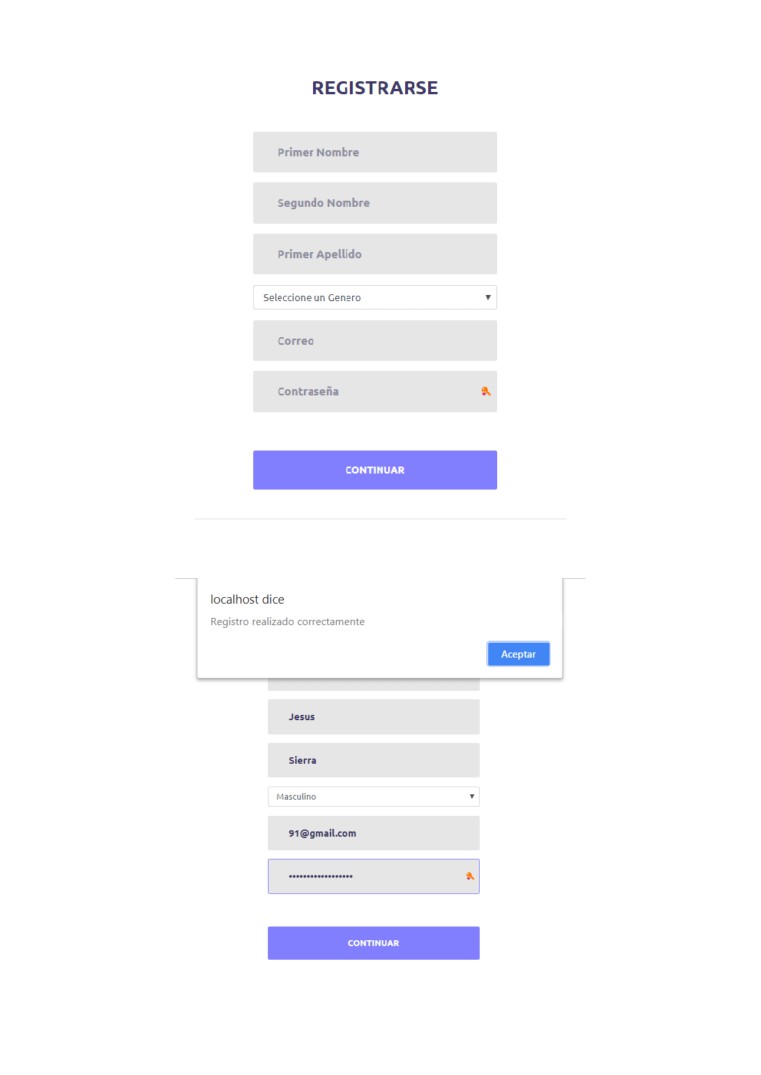 REGISTRARSE
Primer Nombre
Segundo Nombre
Primer Apellido
Seleccione un Genero
Correo
Contraseña
CONTINUAR
localhost dice
Registro realizado correctamente
Aceptar
Jesus
Sierra
Masculino
91@gmail.com
••••••••••••••••••
CONTINUAR